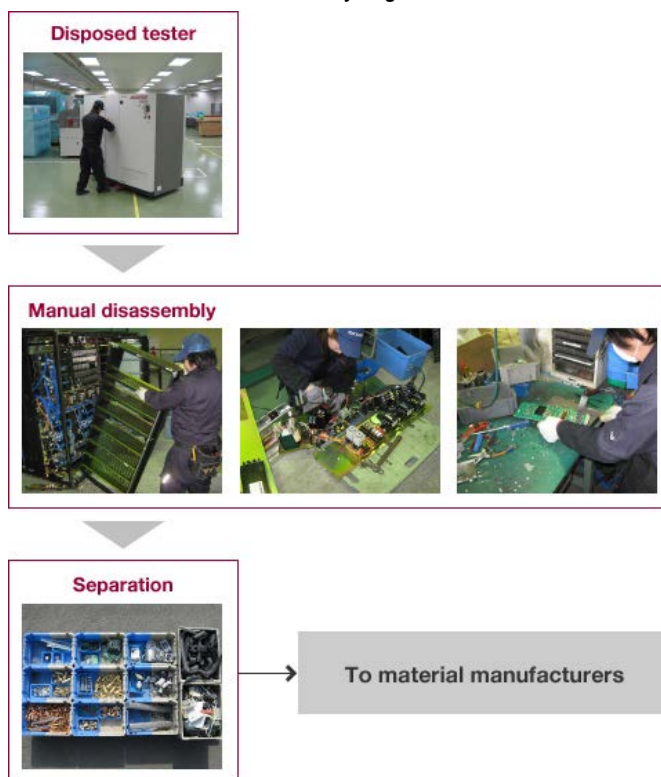 Disposed tester
Manual disassembly
Separation
To material manufacturers